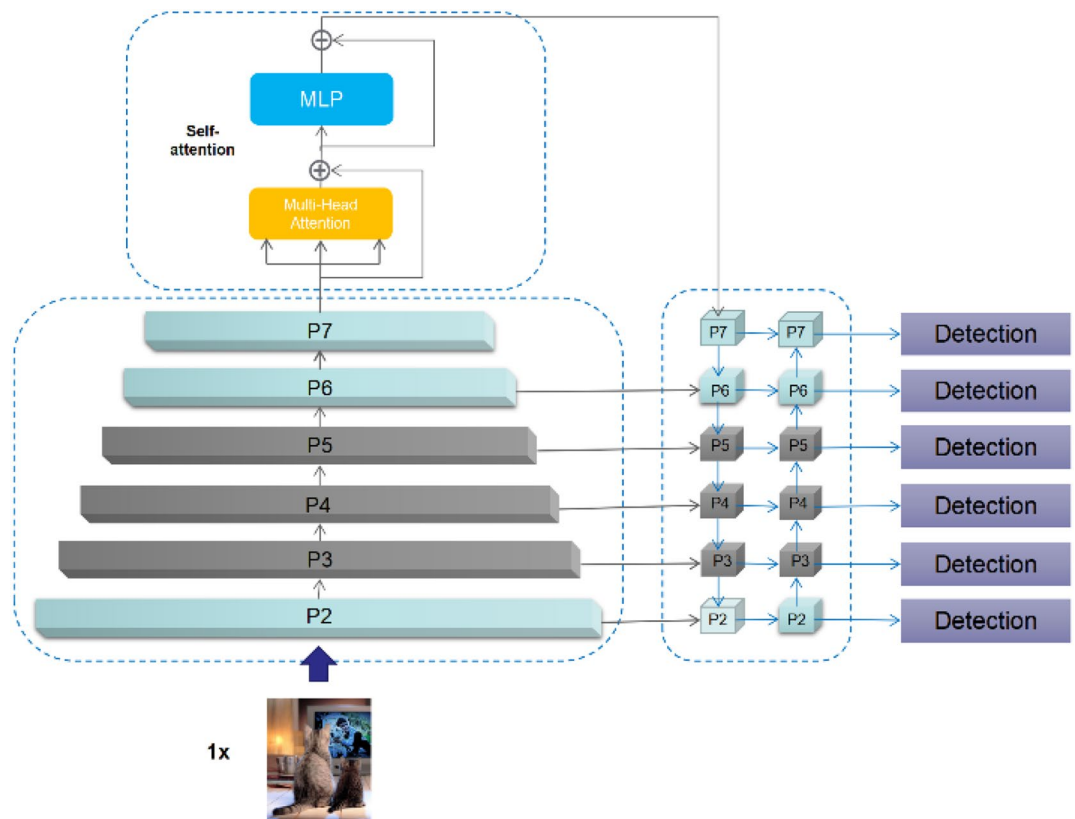 MLP
Self-
attention
Multi-Head
Attention
P7
P6
P5
P4
P3
P2
1x
P7
P7
Detection
P6
P6
Detection
P5
P5
Detection
P4
P4
Detection
P3
P3
Detection
P2
P2
Detection